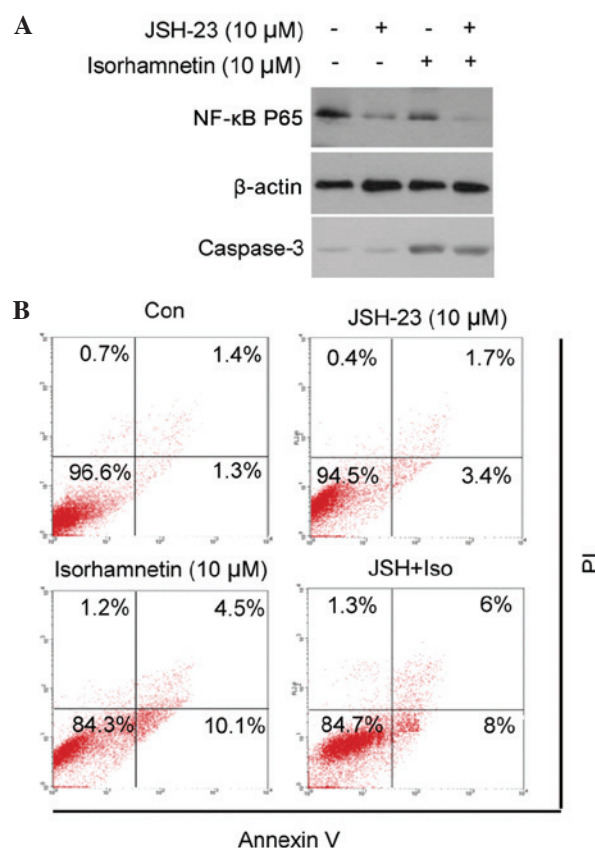 A
JSH-23 (10 µM) - + - +
Isorhamnetin (10 µM) - - + +
NF-κB P65
β-actin
Caspase-3
B
Con
0.7% 1.4%
96.6% 1.3%
JSH-23 (10 µM)
0.4% 1.7%
94.5% 3.4%
Isorhamnetin (10 µM)
1.2% 4.5%
84.3% 10.1%
JSH+Iso
1.3% 6%
84.7% 8%
PI
Annexin V